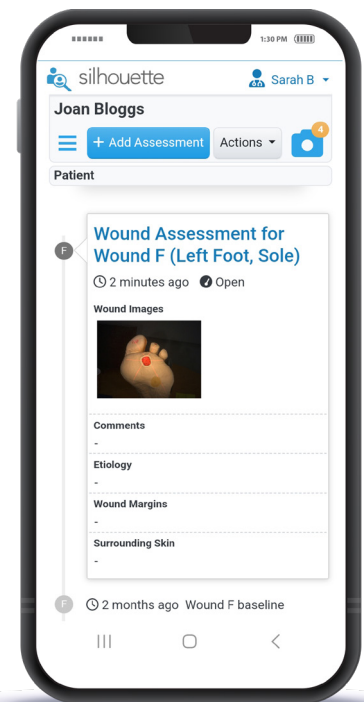 1:30 PM
silhouette
Sarah B
Joan Bloggs
+ Add Assessment
Actions
4
Patient
F
Wound Assessment for
Wound F (Left Foot, Sole)
2 minutes ago Open
Wound Images
Comments
-
Etiology
-
Wound Margins
-
Surrounding Skin
-
F
2 months ago Wound F baseline